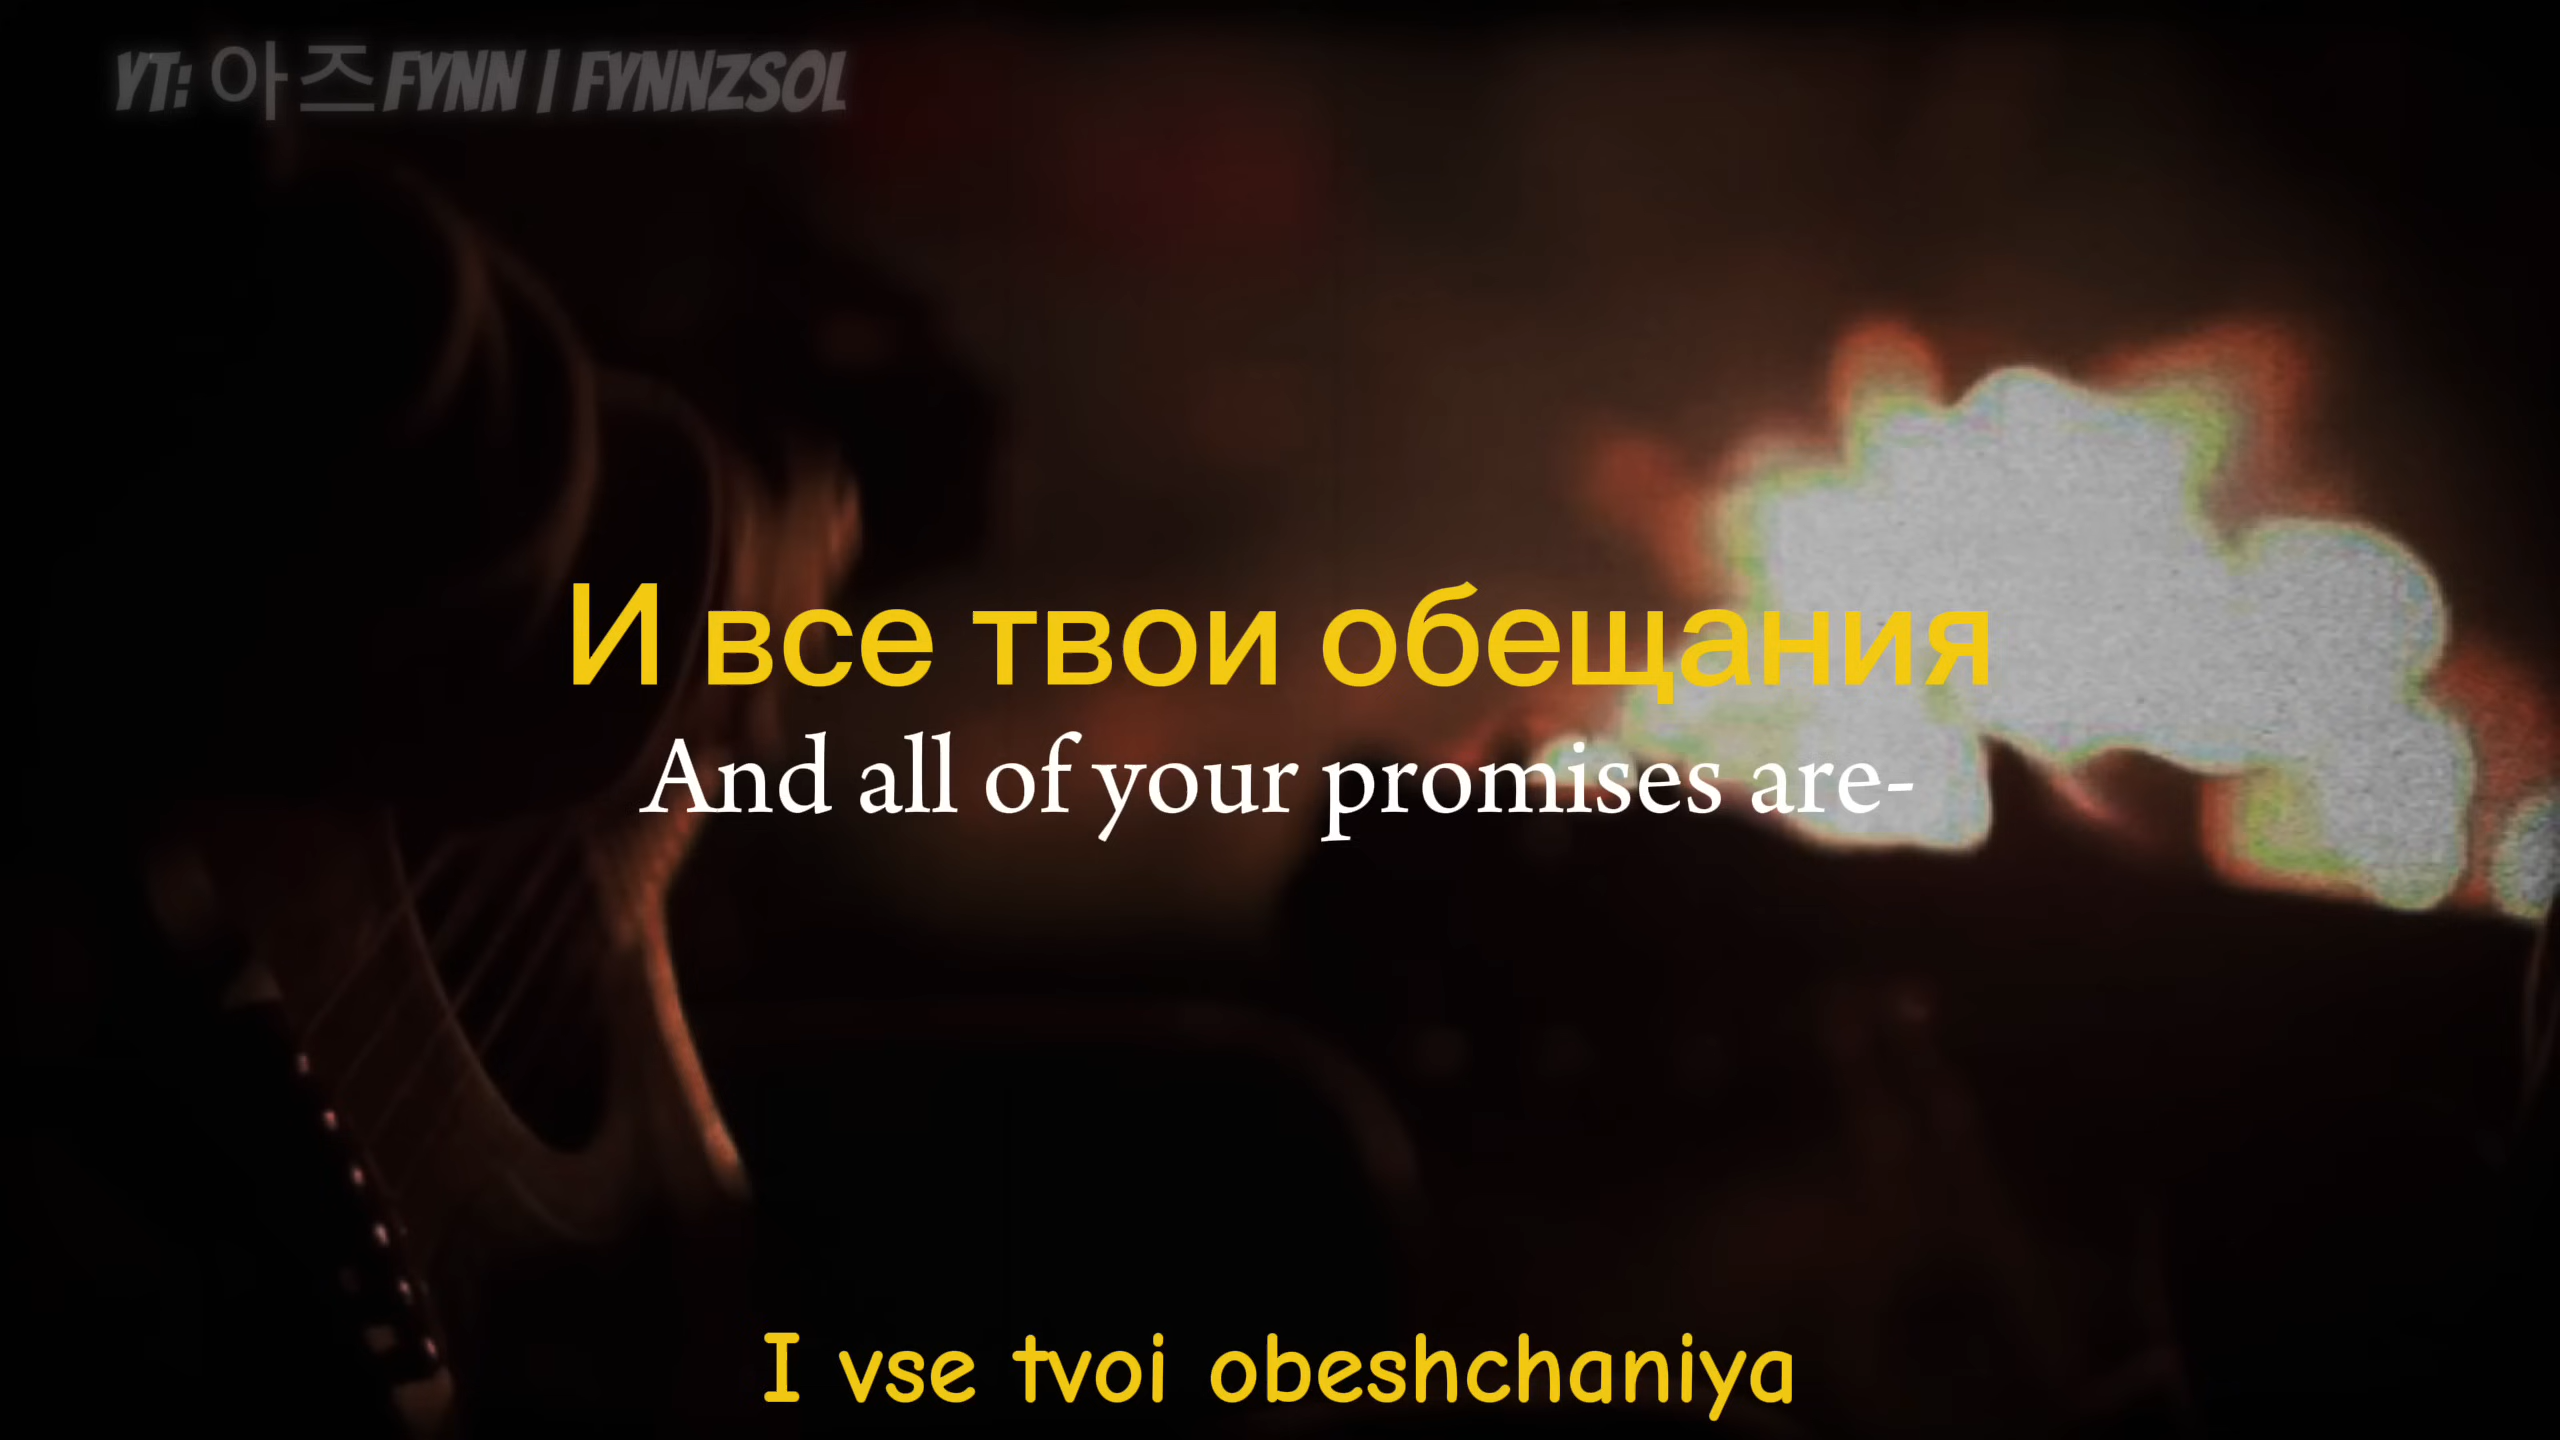 YT: 아즈FYNN | FYNNZSOL
И все твои обещания
And all of your promises are-
I vse tvoi obeshchaniya